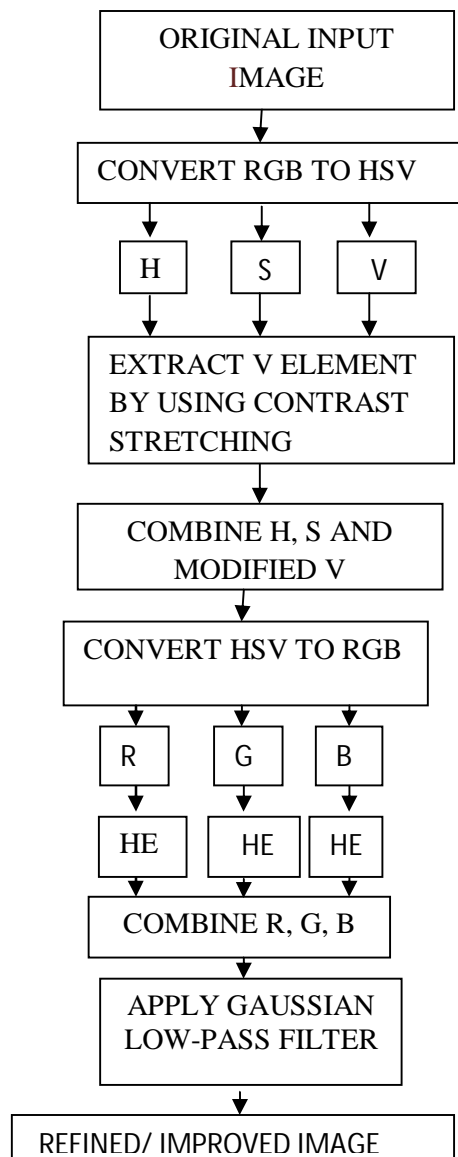 ORIGINAL INPUT
IMAGE
CONVERT RGB TO HSV
H S V
EXTRACT V ELEMENT
BY USING CONTRAST
STRETCHING
COMBINE H, S AND
MODIFIED V
CONVERT HSV TO RGB
R G B
HE HE HE
COMBINE R, G, B
APPLY GAUSSIAN
LOW-PASS FILTER
REFINED/ IMPROVED IMAGE